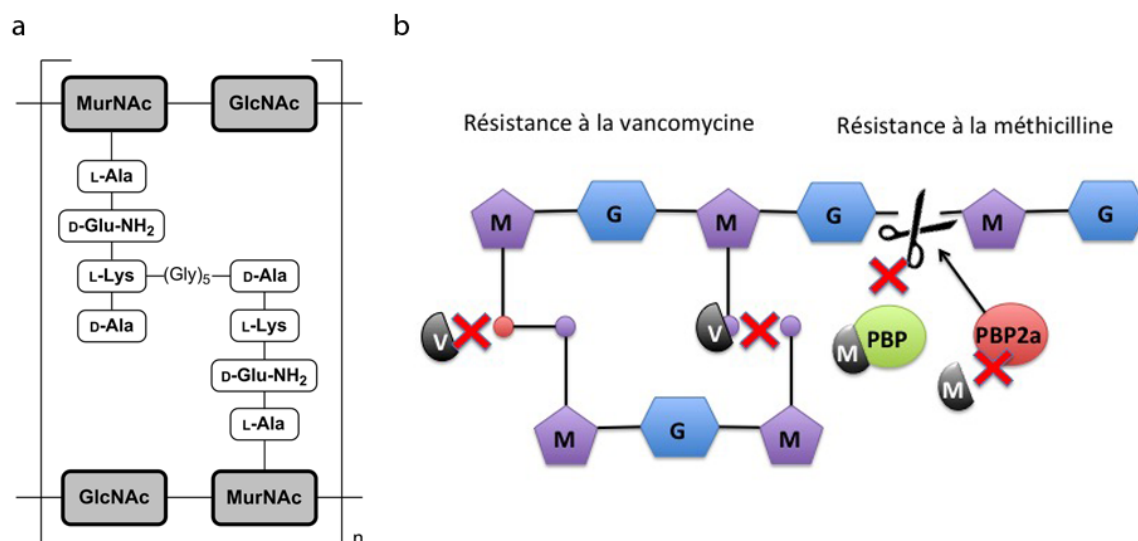 a
b
MurNAc GlcNAc
L-Ala
D-Glu-NH2
L-Lys (Gly)5 D-Ala
D-Ala L-Lys
D-Glu-NH2
L-Ala
GlcNAc MurNAc
n
Résistance à la vancomycine
Résistance à la méthicilline
M G M G M G
V V M PBP PBP2a
M
M G M